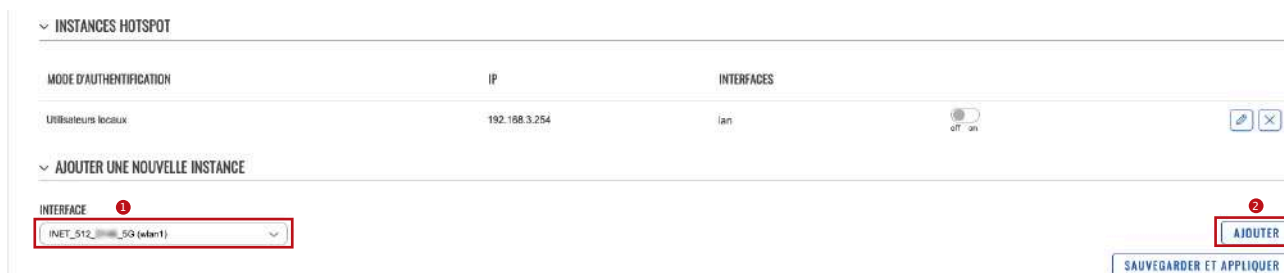 INSTANCES HOTSPOT
MODE D'AUTHENTIFICATION IP INTERFACES
Utilisateurs locaux 192.168.3.254 lan off on
AJOUTER UNE NOUVELLE INSTANCE
INTERFACE 1 2
INET_512_ _5G (wlan1) AJOUTER
SAUVEGARDER ET APPLIQUER